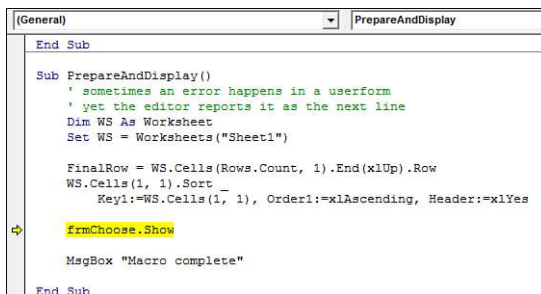 (General)
PrepareAndDisplay
End Sub
Sub PrepareAndDisplay()
' sometimes an error happens in a userform
' yet the editor reports it as the next line
Dim WS As Worksheet
Set WS = Worksheets("Sheet1")
FinalRow = WS.Cells(Rows.Count, 1).End(xlUp).Row
WS.Cells(1, 1).Sort _
Key1:=WS.Cells(1, 1), Order1:=xlAscending, Header:=xlYes
frmChoose.Show
MsgBox "Macro complete"
End Sub